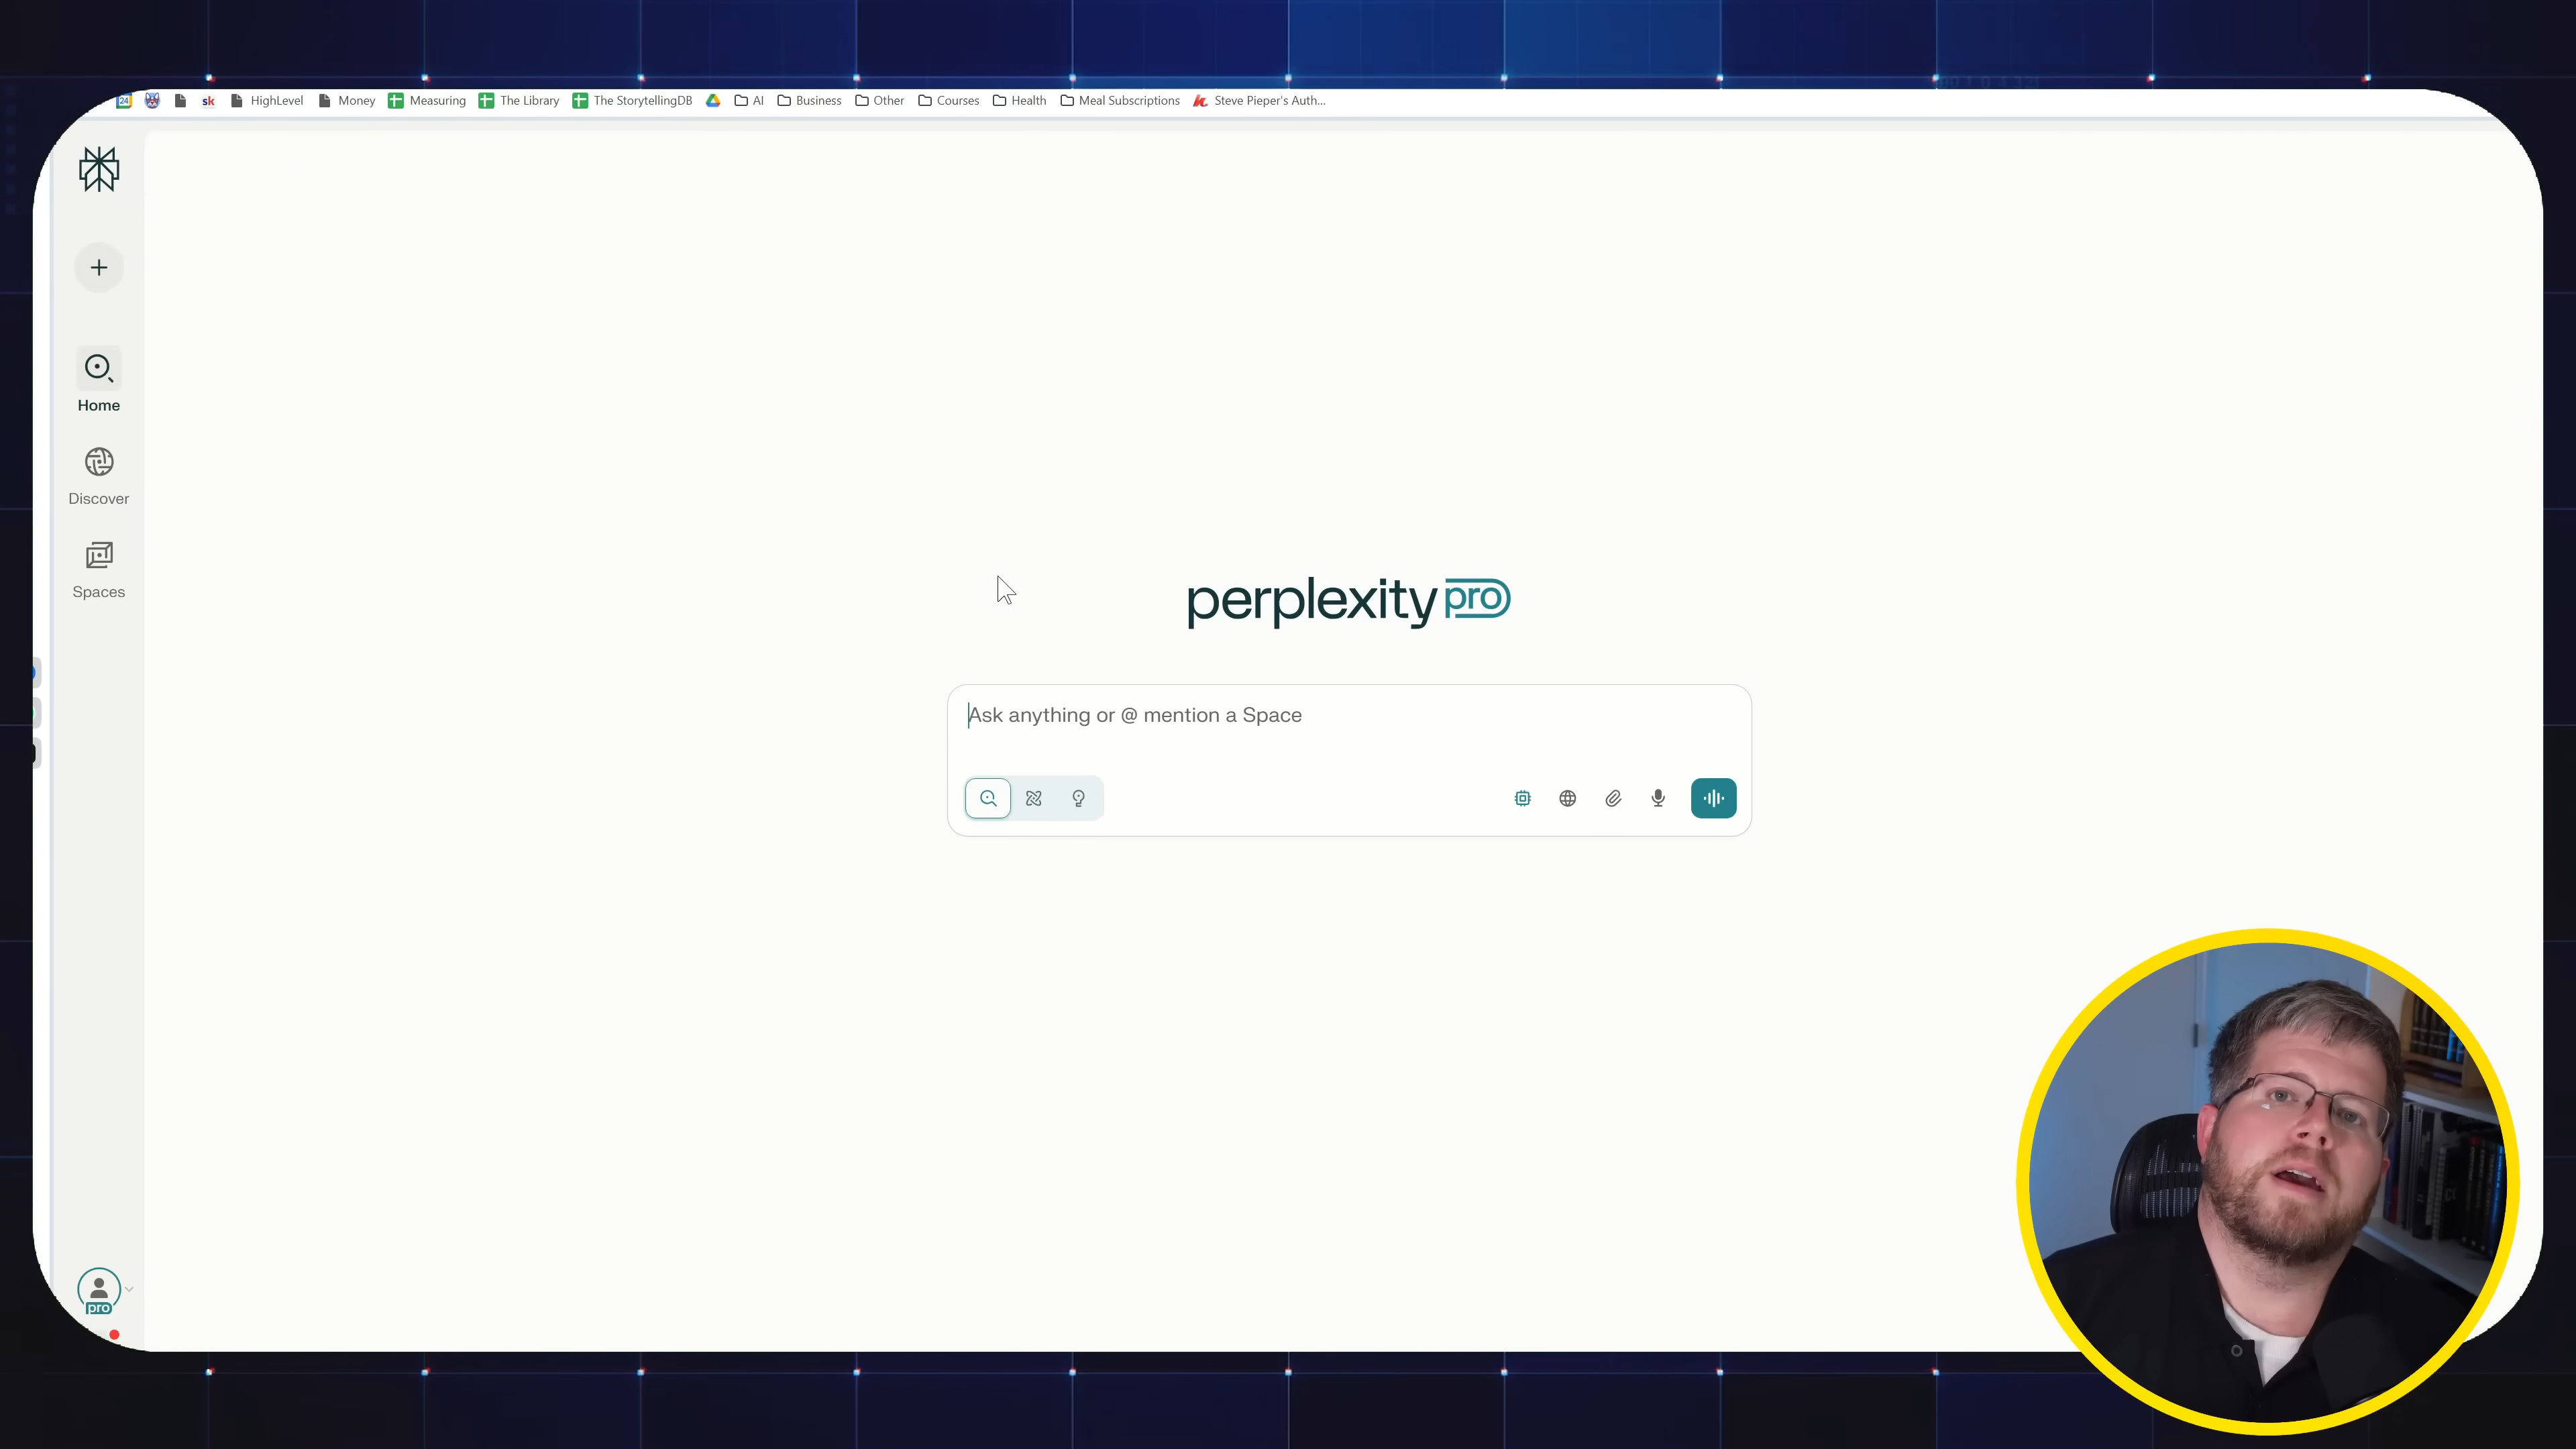 24 sk HighLevel Money Measuring The Library The StorytellingDB AI Business Other Courses Health Meal Subscriptions Steve Pieper's Auth...
Home
Discover
Spaces
perplexity pro
Ask anything or @ mention a Space
pro